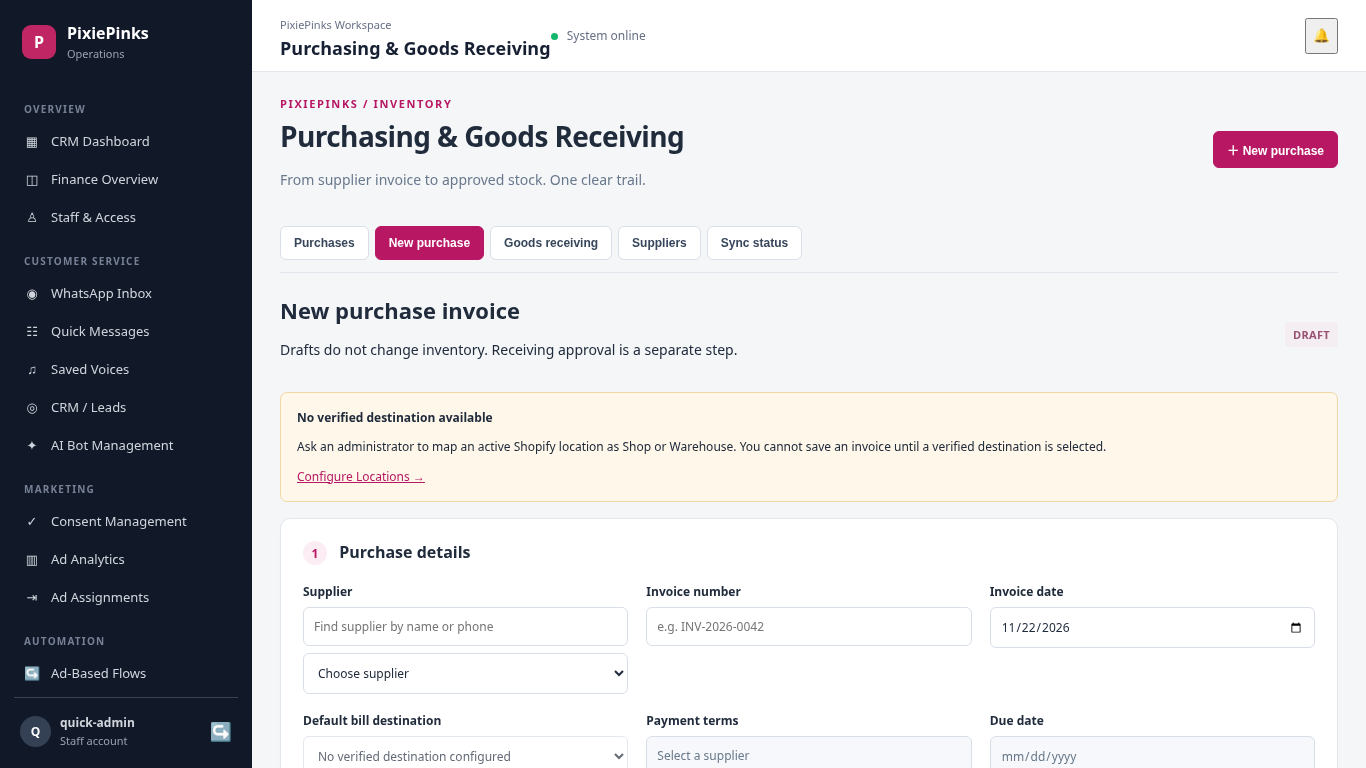 P
PixiePinks
Operations
OVERVIEW
CRM Dashboard
Finance Overview
Staff & Access
CUSTOMER SERVICE
WhatsApp Inbox
Quick Messages
Saved Voices
CRM / Leads
AI Bot Management
MARKETING
Consent Management
Ad Analytics
Ad Assignments
AUTOMATION
Ad-Based Flows
Q
quick-admin
Staff account
PixiePinks Workspace
Purchasing & Goods Receiving
System online
PIXIEPINKS / INVENTORY
Purchasing & Goods Receiving
From supplier invoice to approved stock. One clear trail.
+ New purchase
Purchases
New purchase
Goods receiving
Suppliers
Sync status
New purchase invoice
Drafts do not change inventory. Receiving approval is a separate step.
DRAFT
No verified destination available
Ask an administrator to map an active Shopify location as Shop or Warehouse. You cannot save an invoice until a verified destination is selected.
Configure Locations →
1 Purchase details
Supplier
Find supplier by name or phone
Choose supplier
Invoice number
e.g. INV-2026-0042
Invoice date
11/22/2026
Default bill destination
No verified destination configured
Payment terms
Select a supplier
Due date
mm/dd/yyyy